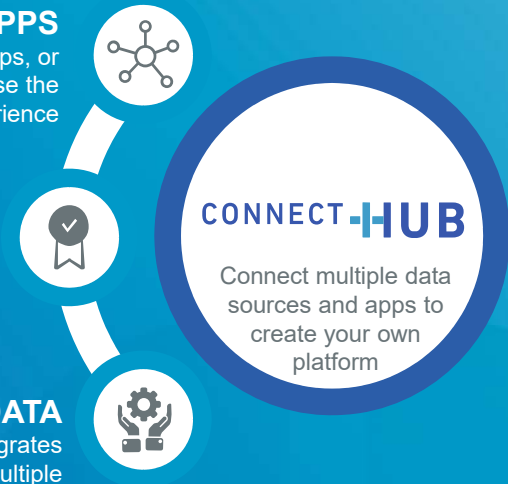 PPS
ps, or
se the
rience
CONNECT HUB
Connect multiple data
sources and apps to
create your own
platform
DATA
grates
ultiple